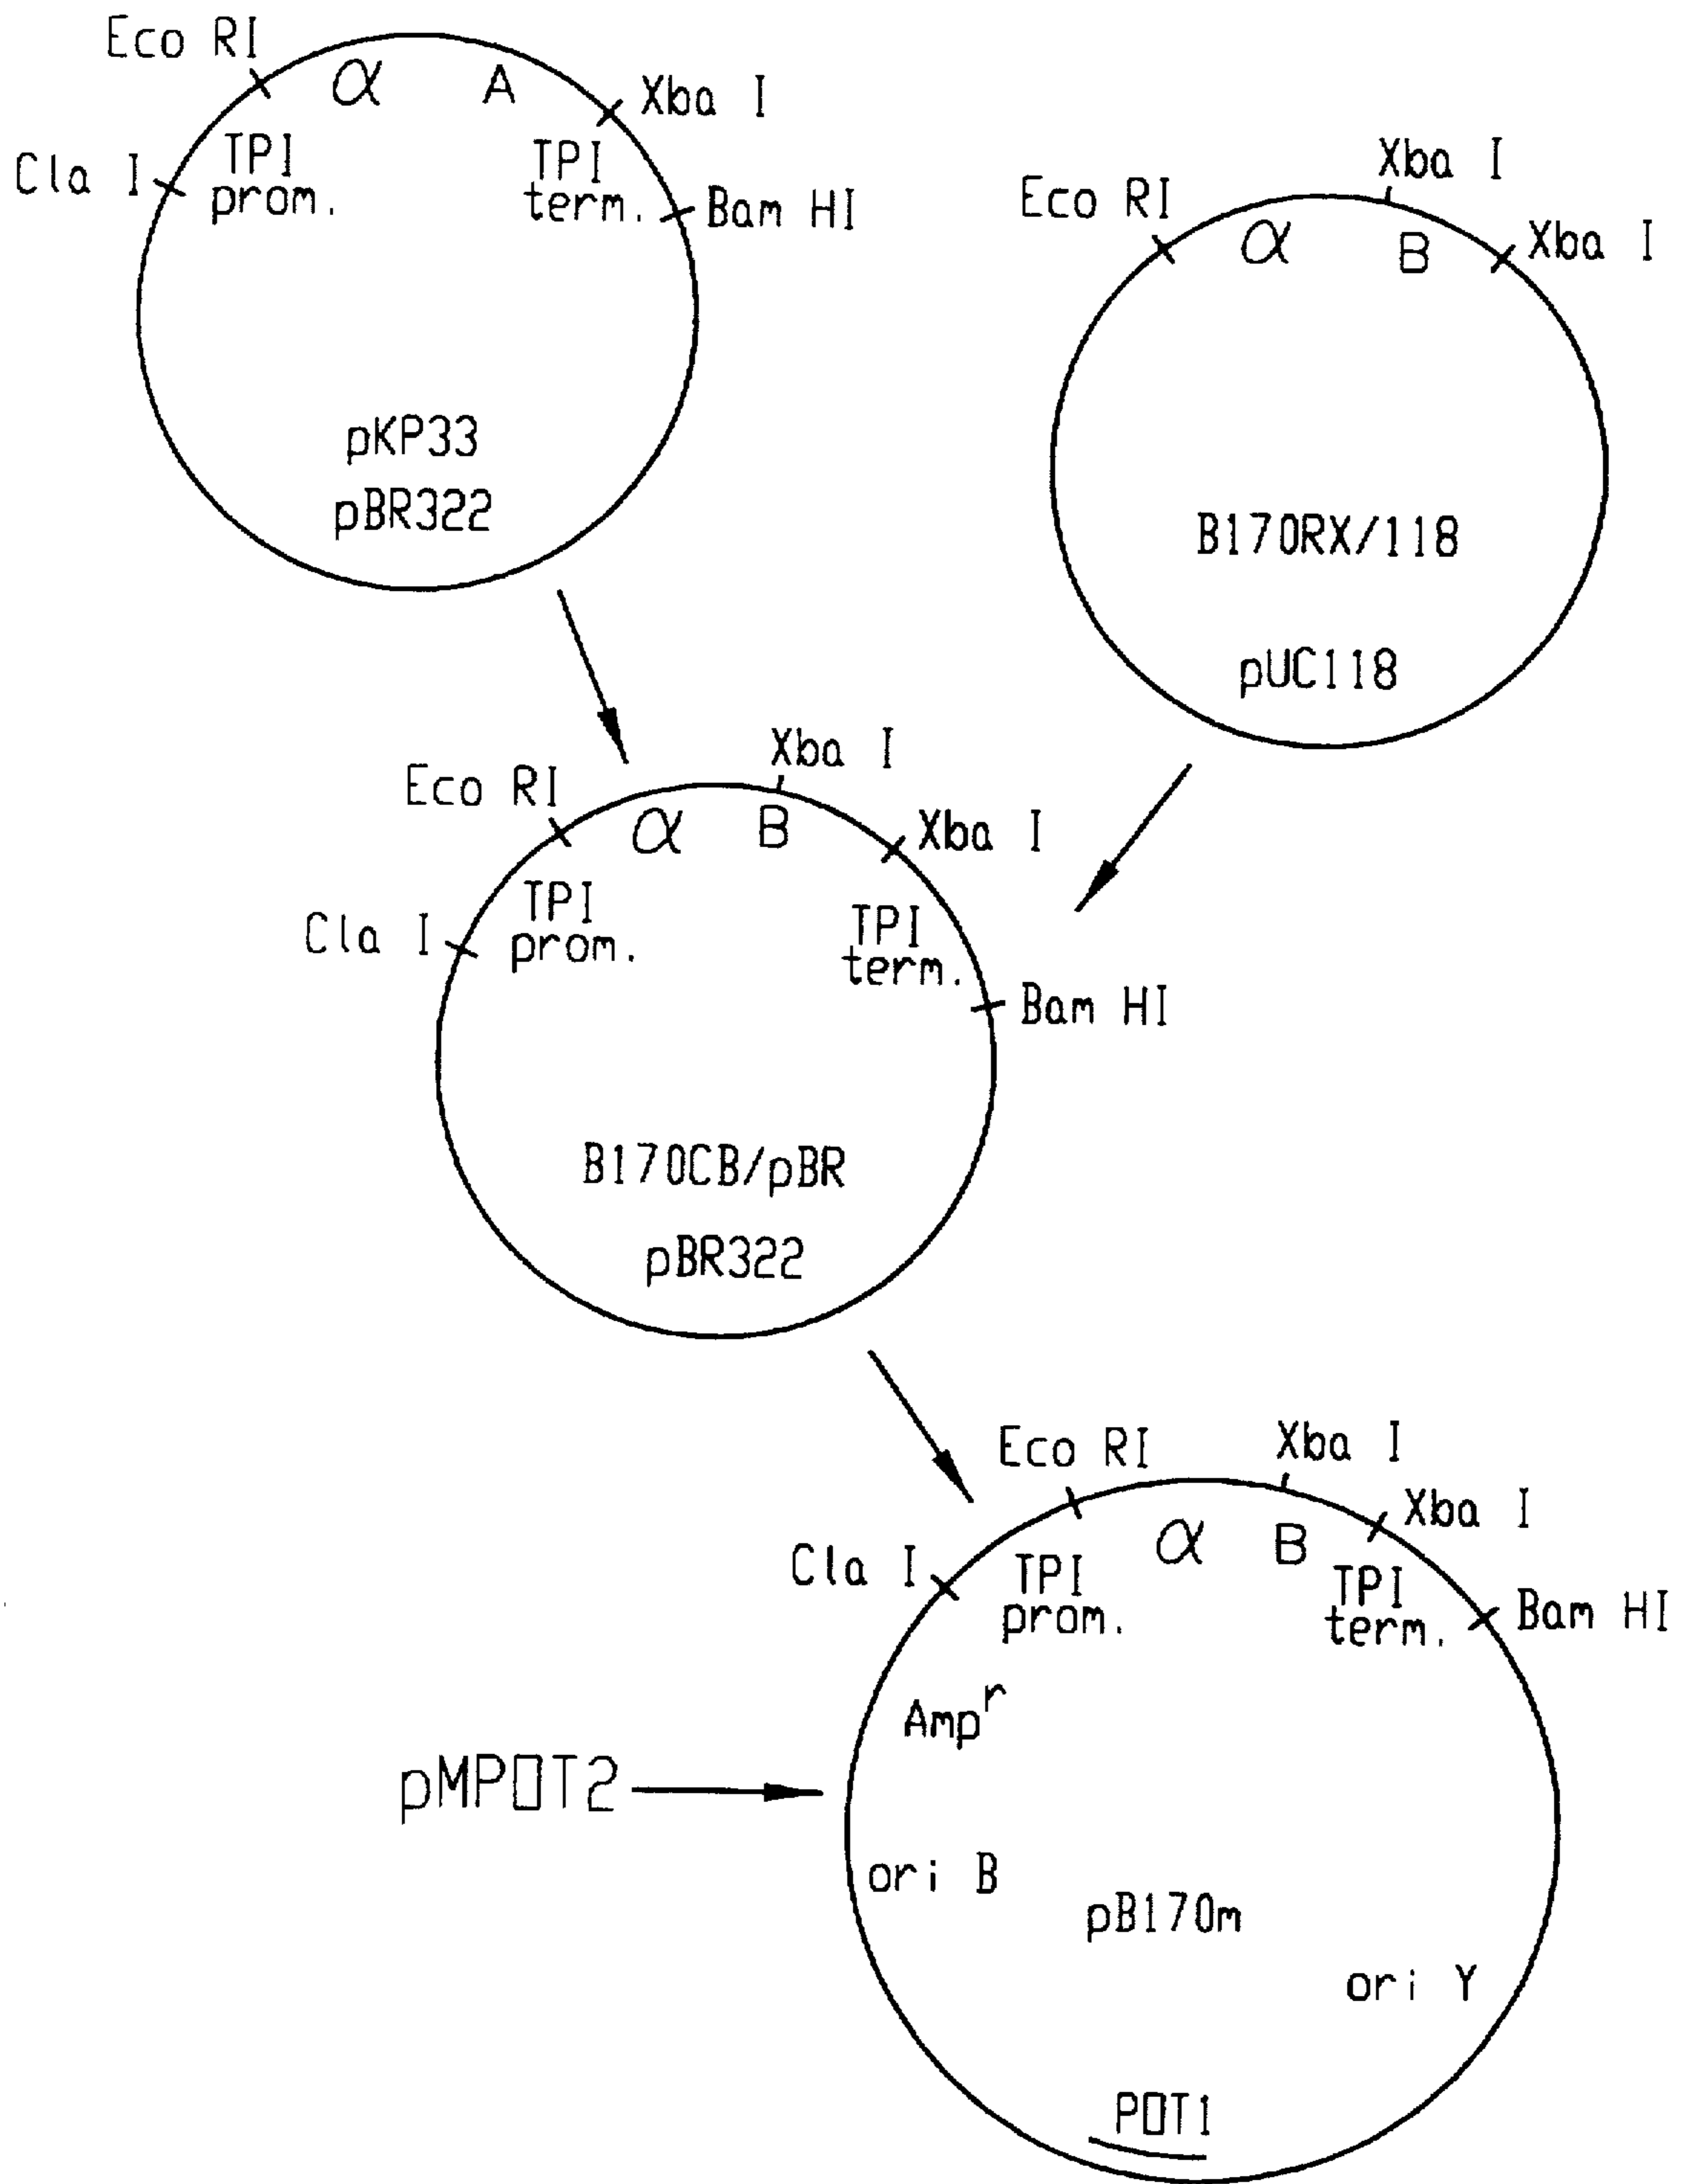 Eco RI
α A
Xba I
Cla I
TPI
prom.
TPI
term.
Bam HI
pKP33
pBR322
Xba I
Eco RI
α
B
Xba I
B170RX/118
pUC118
Xba I
Eco RI
α B
Xba I
Cla I
TPI
prom.
TPI
term.
Bam HI
B170CB/pBR
pBR322
Eco RI
Xba I
Xba I
Cla I
α B
TPI
prom.
TPI
term.
Bam HI
Ampʳ
pMPOT2
ori B
pB170m
ori Y
POT1